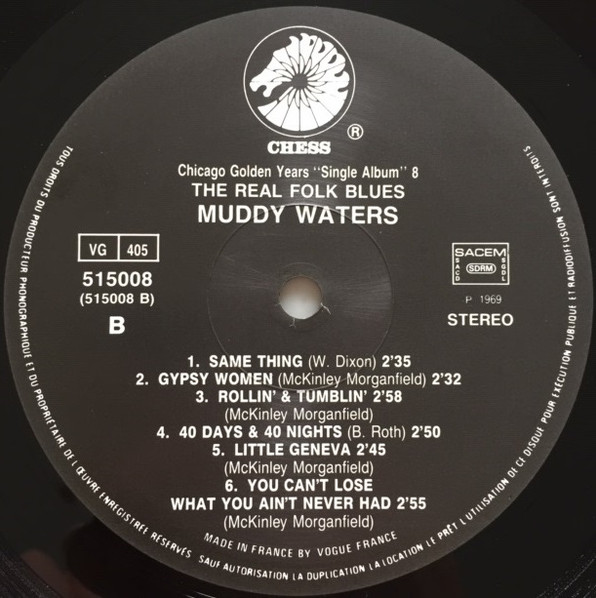 CHESS
®
Chicago Golden Years "Single Album" 8
THE REAL FOLK BLUES
MUDDY WATERS
VG 405
515008
(515008 B)
B
SACEM
SACD SDRM SGDL
P 1969
STEREO
1. SAME THING (W. Dixon) 2'35
2. GYPSY WOMEN (McKinley Morganfield) 2'32
3. ROLLIN' & TUMBLIN' 2'58
(McKinley Morganfield)
4. 40 DAYS & 40 NIGHTS (B. Roth) 2'50
5. LITTLE GENEVA 2'45
(McKinley Morganfield)
6. YOU CAN'T LOSE
WHAT YOU AIN'T NEVER HAD 2'55
(McKinley Morganfield)
MADE IN FRANCE BY VOGUE FRANCE
TOUS DROITS DU PRODUCTEUR PHONOGRAPHIQUE ET DU PROPRIETAIRE DE L'ŒUVRE ENREGISTREE RESERVES SAUF AUTORISATION LA DUPLICATION LA LOCATION LE PRÊT L'UTILISATION DE CE DISQUE POUR EXECUTION PUBLIQUE ET RADIODIFFUSION SONT INTERDITS